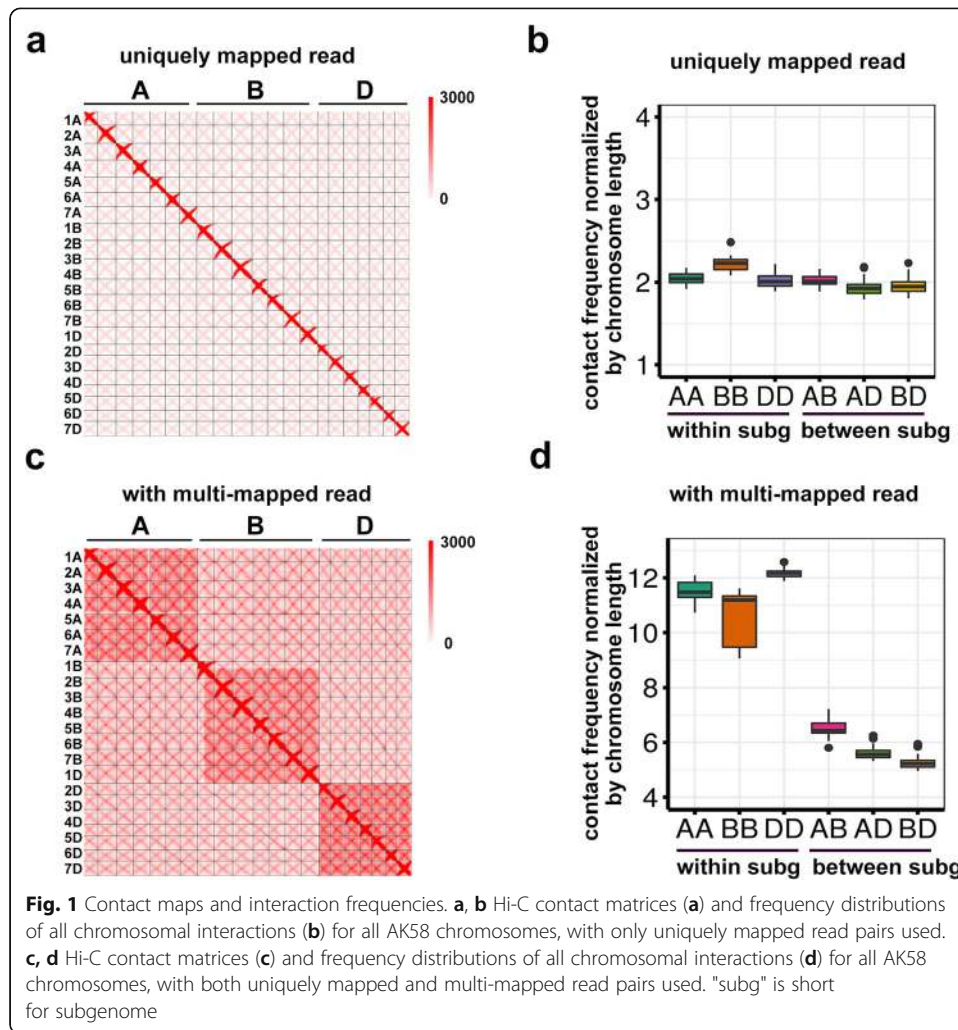 a
uniquely mapped read
A B D
3000
0
1A
2A
3A
4A
5A
6A
7A
1B
2B
3B
4B
5B
6B
7B
1D
2D
3D
4D
5D
6D
7D
b
uniquely mapped read
contact frequency normalized
by chromosome length
4
3
2
1
AA BB DD AB AD BD
within subg between subg
c
with multi-mapped read
A B D
3000
0
1A
2A
3A
4A
5A
6A
7A
1B
2B
3B
4B
5B
6B
7B
1D
2D
3D
4D
5D
6D
7D
d
with multi-mapped read
contact frequency normalized
by chromosome length
12
10
8
6
4
AA BB DD AB AD BD
within subg between subg
Fig. 1 Contact maps and interaction frequencies. a, b Hi-C contact matrices (a) and frequency distributions
of all chromosomal interactions (b) for all AK58 chromosomes, with only uniquely mapped read pairs used.
c, d Hi-C contact matrices (c) and frequency distributions of all chromosomal interactions (d) for all AK58
chromosomes, with both uniquely mapped and multi-mapped read pairs used. "subg" is short
for subgenome